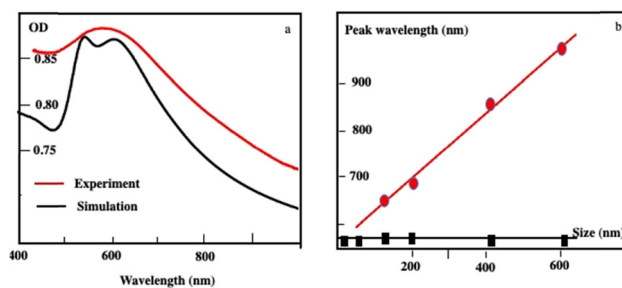 OD
a
0.85
0.80
0.75
Experiment
Simulation
400
600
800
Wavelength (nm)
Peak wavelength (nm)
b
900
800
700
Size (nm)
200
400
600